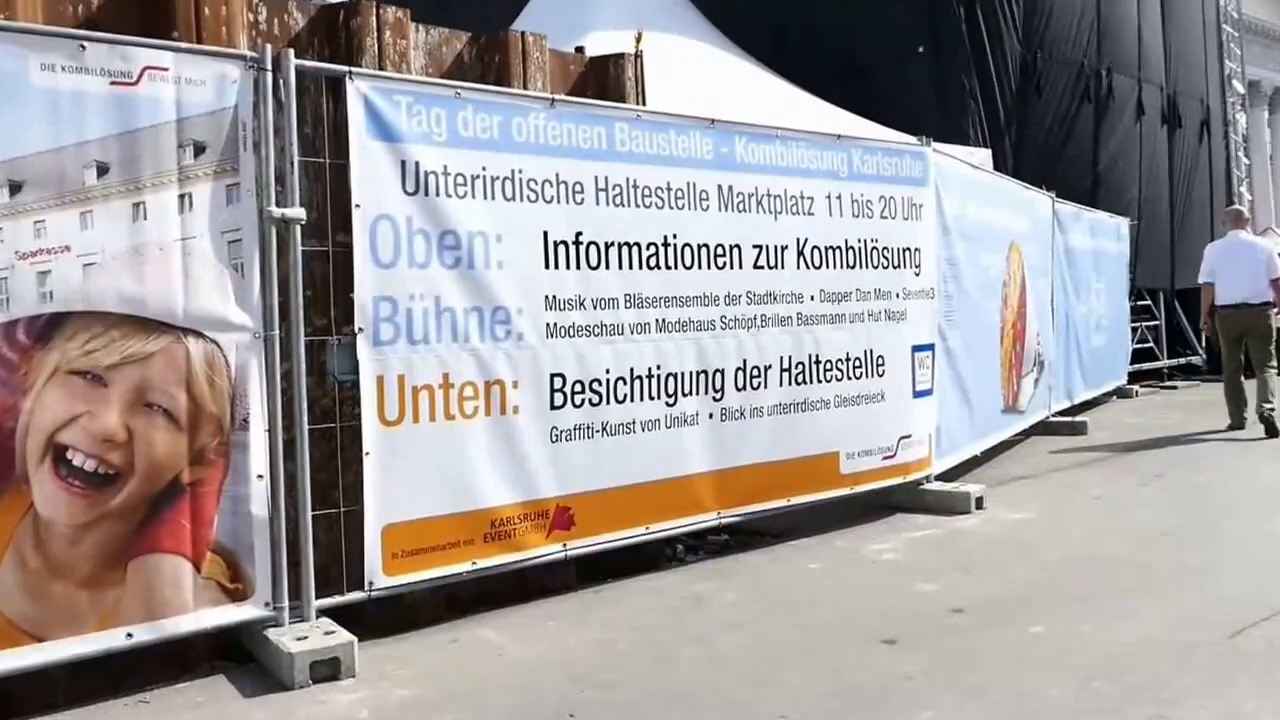 DIE KOMBILÖSUNG BEWEGT MICH
Sparkasse
Tag der offenen Baustelle - Kombilösung Karlsruhe
Unterirdische Haltestelle Marktplatz 11 bis 20 Uhr
Oben: Informationen zur Kombilösung
Bühne: Musik vom Bläserensemble der Stadtkirche • Dapper Dan Men • Seventie3
Modeschau von Modehaus Schöpf,Brillen Bassmann und Hut Nagel
Unten: Besichtigung der Haltestelle
Graffiti-Kunst von Unikat • Blick ins unterirdische Gleisdreieck
WC
DIE KOMBILÖSUNG
In Zusammenarbeit mit: KARLSRUHE
EVENTGMBH